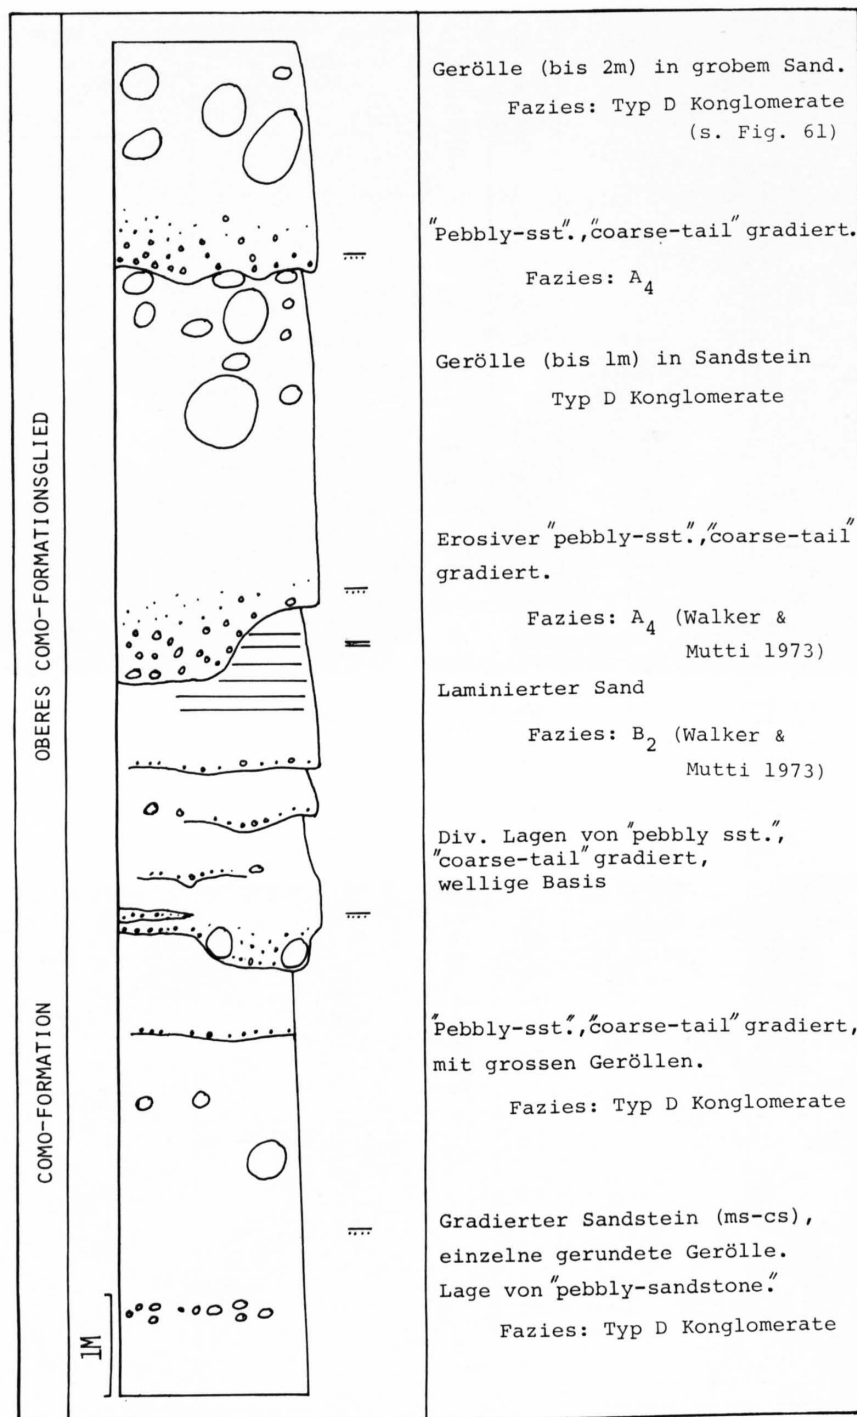 OBERES COMO-FORMATIONSGLIED
COMO-FORMATION
1M
Gerölle (bis 2m) in grobem Sand.
Fazies: Typ D Konglomerate
(s. Fig. 61)
"Pebbly-sst"., "coarse-tail" gradiert.
Fazies: A4
Gerölle (bis 1m) in Sandstein
Typ D Konglomerate
Erosiver "pebbly-sst"., "coarse-tail"
gradiert.
Fazies: A4 (Walker &
Mutti 1973)
Laminierter Sand
Fazies: B2 (Walker &
Mutti 1973)
Div. Lagen von "pebbly sst.",
"coarse-tail" gradiert,
wellige Basis
"Pebbly-sst"., "coarse-tail" gradiert,
mit grossen Geröllen.
Fazies: Typ D Konglomerate
Gradierter Sandstein (ms-cs),
einzelne gerundete Gerölle.
Lage von "pebbly-sandstone".
Fazies: Typ D Konglomerate